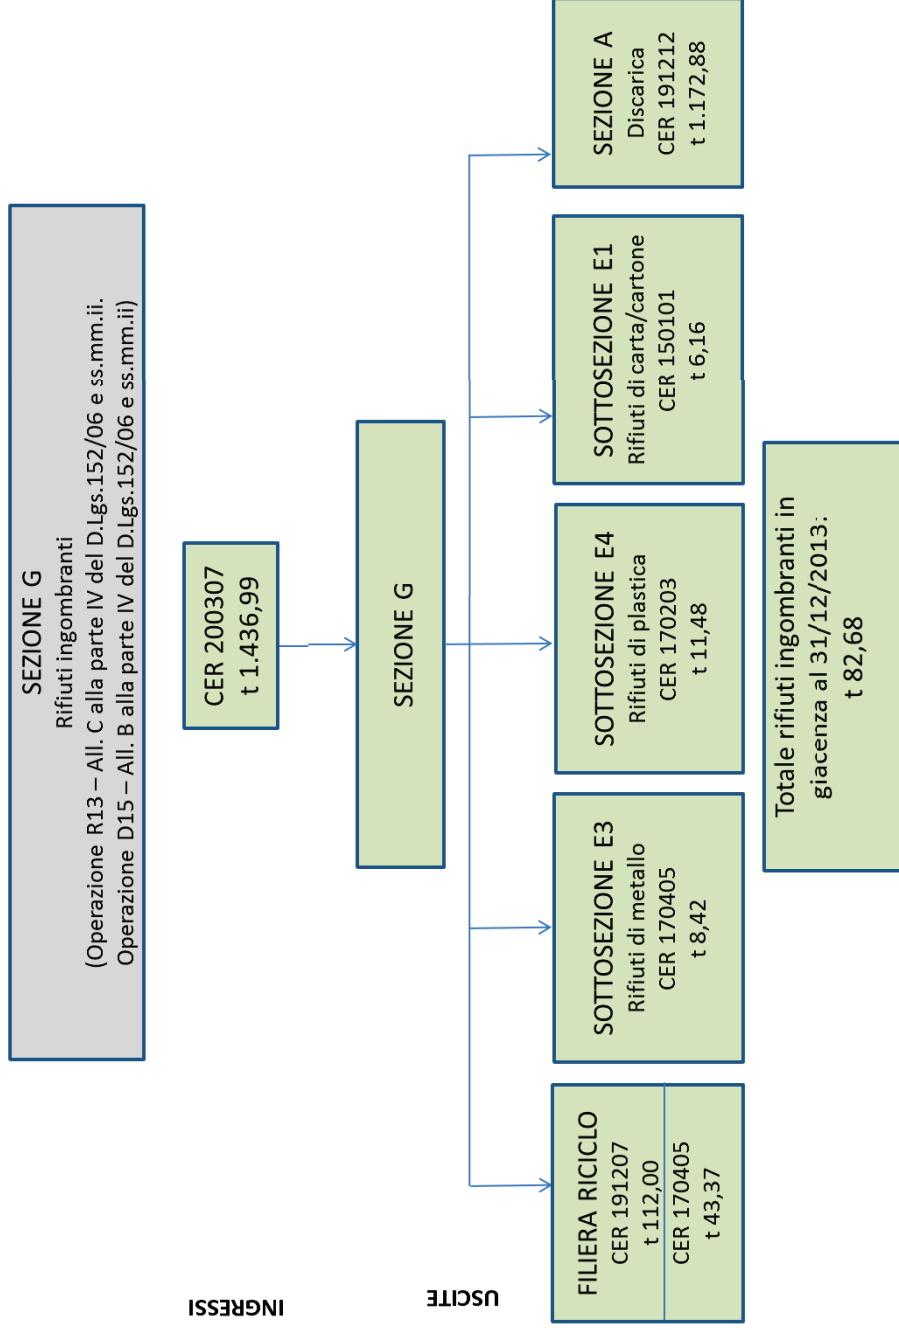 SEZIONE G
Rifiuti ingombranti
(Operazione R13 – All. C alla parte IV del D.Lgs.152/06 e ss.mm.ii.
Operazione D15 – All. B alla parte IV del D.Lgs.152/06 e ss.mm.ii)
INGRESSI
CER 200307
t 1.436,99
SEZIONE G
USCITE
FILIERA RICICLO
CER 191207
t 112,00
CER 170405
t 43,37
SOTTOSEZIONE E3
Rifiuti di metallo
CER 170405
t 8,42
SOTTOSEZIONE E4
Rifiuti di plastica
CER 170203
t 11,48
SOTTOSEZIONE E1
Rifiuti di carta/cartone
CER 150101
t 6,16
SEZIONE A
Discarica
CER 191212
t 1.172,88
Totale rifiuti ingombranti in
giacenza al 31/12/2013:
t 82,68